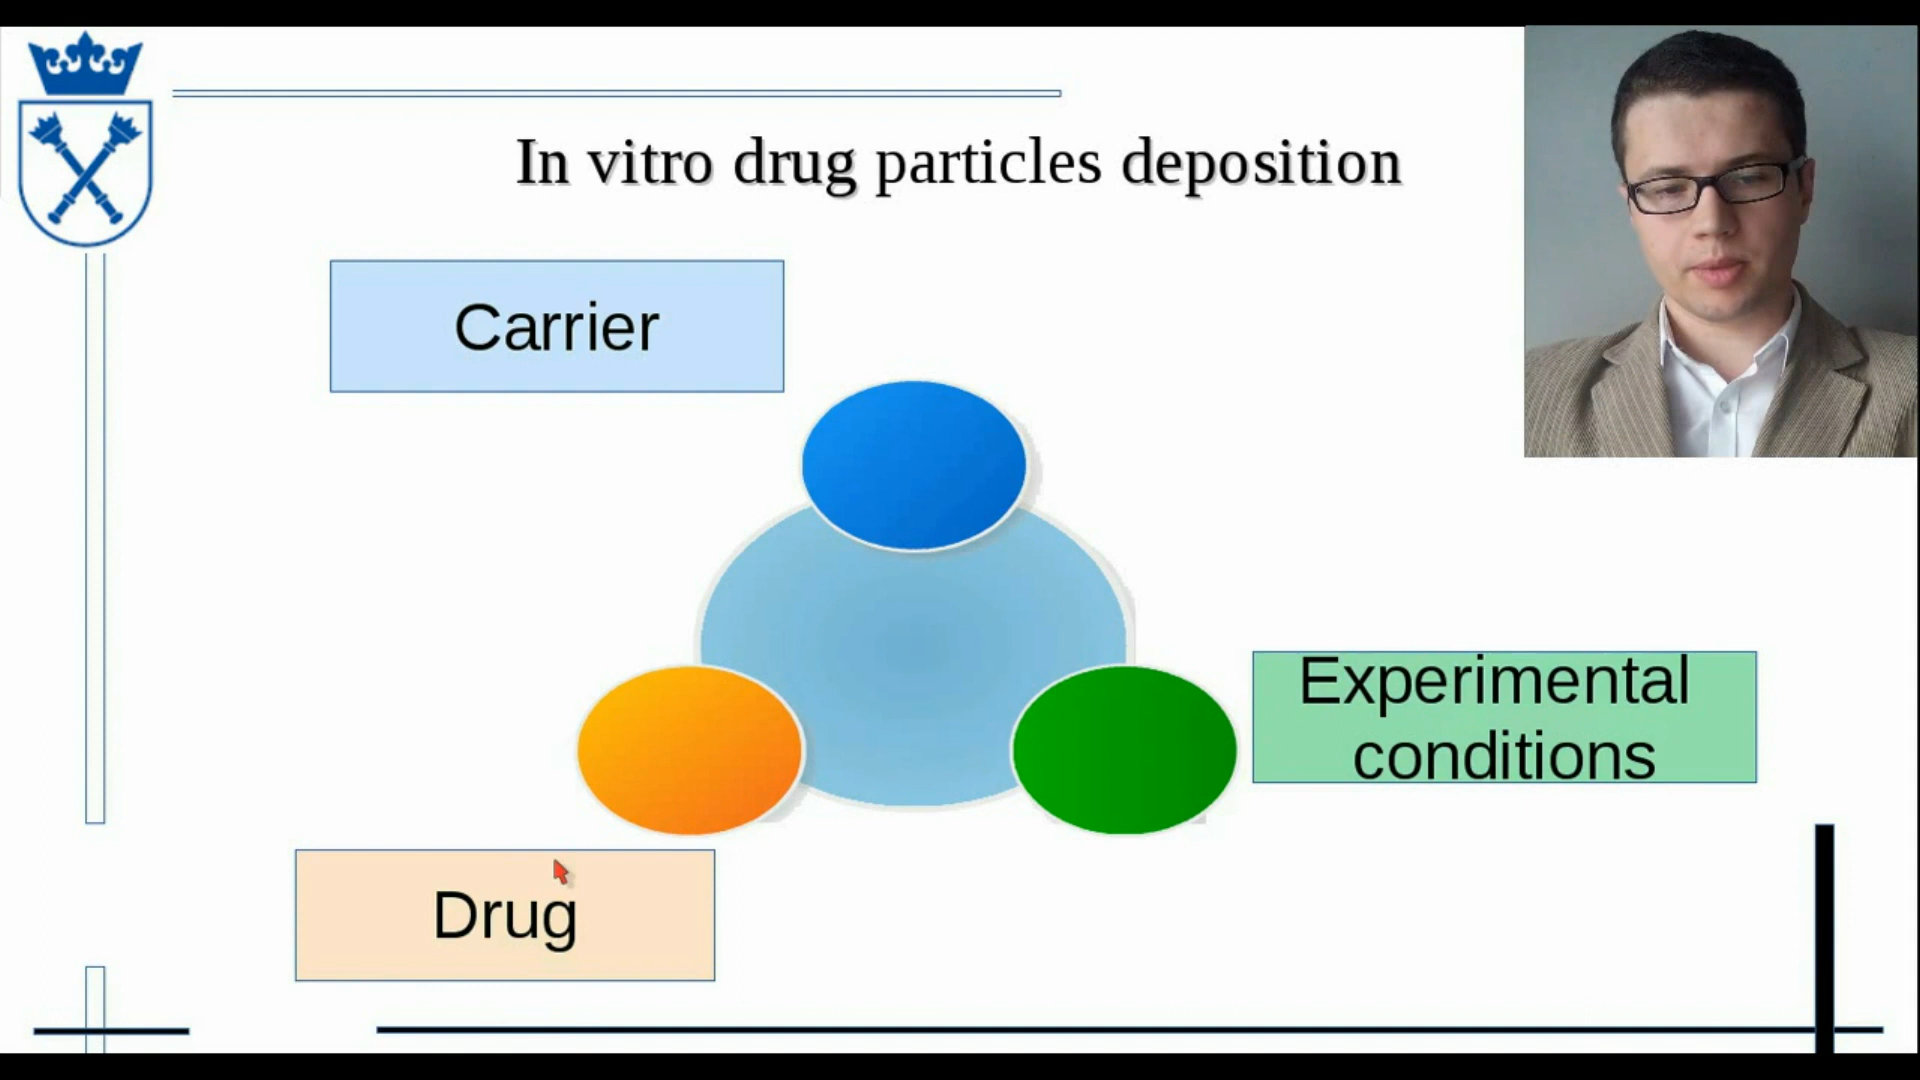 In vitro drug particles deposition
Carrier
Experimental
conditions
Drug